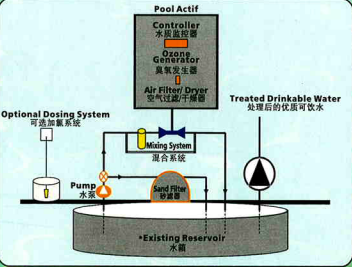 Pool Actif
Controller
水质监控器
Ozone
Generator
臭氧发生器
Air Filter/ Dryer
空气过滤/干燥器
Optional Dosing System
可选加氯系统
Treated Drinkable Water
处理后的优质可饮水
Mixing System
混合系统
Pump
水泵
Sand Filter
砂滤器
•Existing Reservoir
水箱